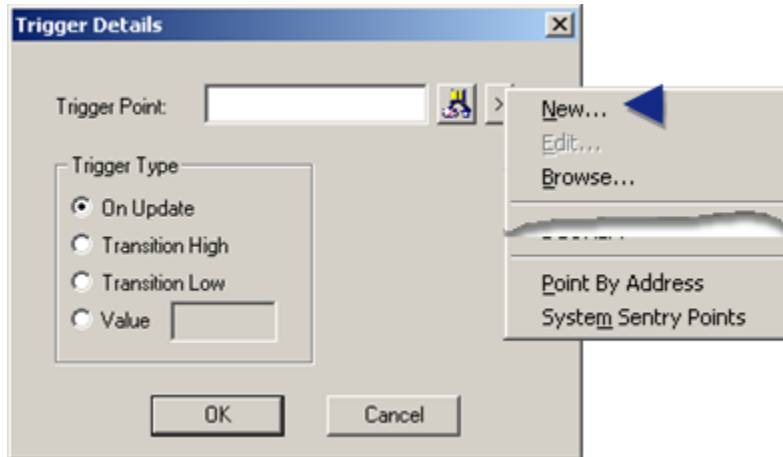 Trigger Details
Trigger Point:
>
New...
Edit...
Browse...
Trigger Type
On Update
Transition High
Transition Low
Value
Point By Address
System Sentry Points
OK
Cancel